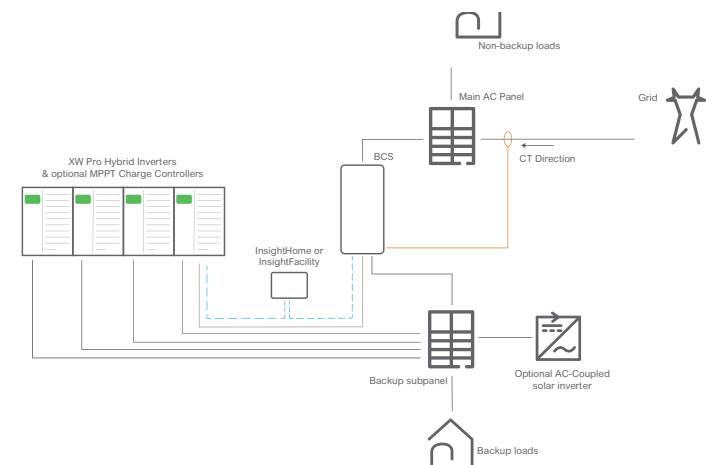 Non-backup loads
Main AC Panel
Grid
CT Direction
BCS
XW Pro Hybrid Inverters
& optional MPPT Charge Controllers
InsightHome or
InsightFacility
Backup subpanel
Optional AC-Coupled
solar inverter
Backup loads